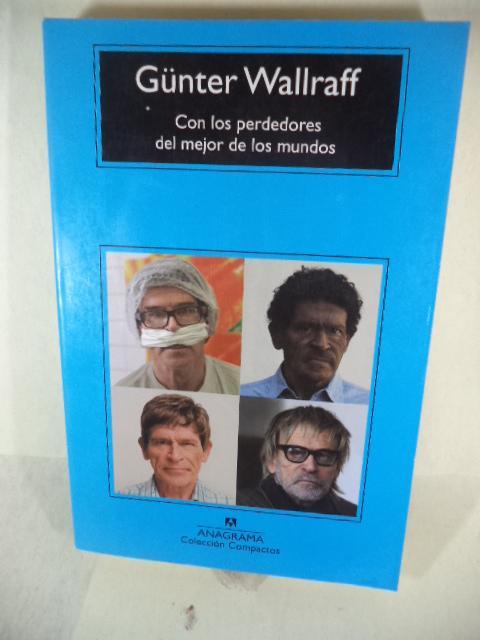 Günter Wallraff
Con los perdedores
del mejor de los mundos
ANAGRAMA
Colección Compactos